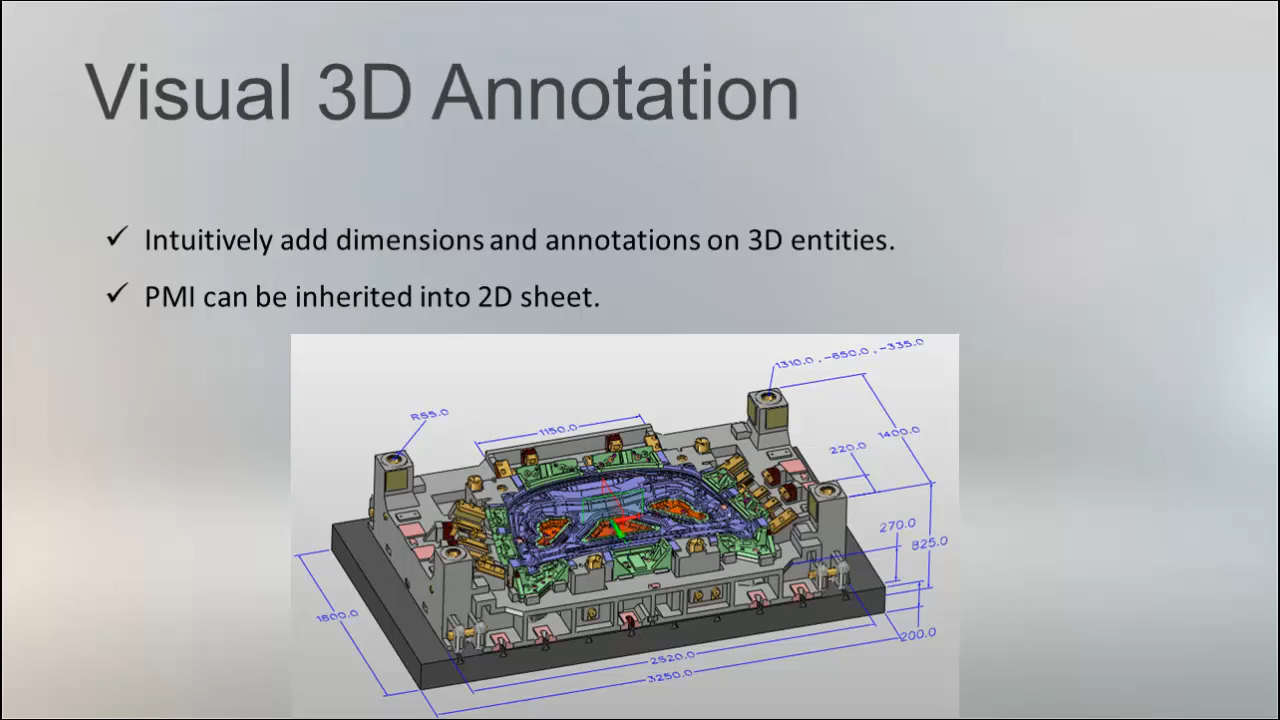 Visual 3D Annotation
✓ Intuitively add dimensions and annotations on 3D entities.
✓ PMI can be inherited into 2D sheet.
1310.0 , -650.0 , -335.0
R55.0
1150.0
1400.0
220.0
270.0
825.0
1800.0
200.0
2520.0
3250.0